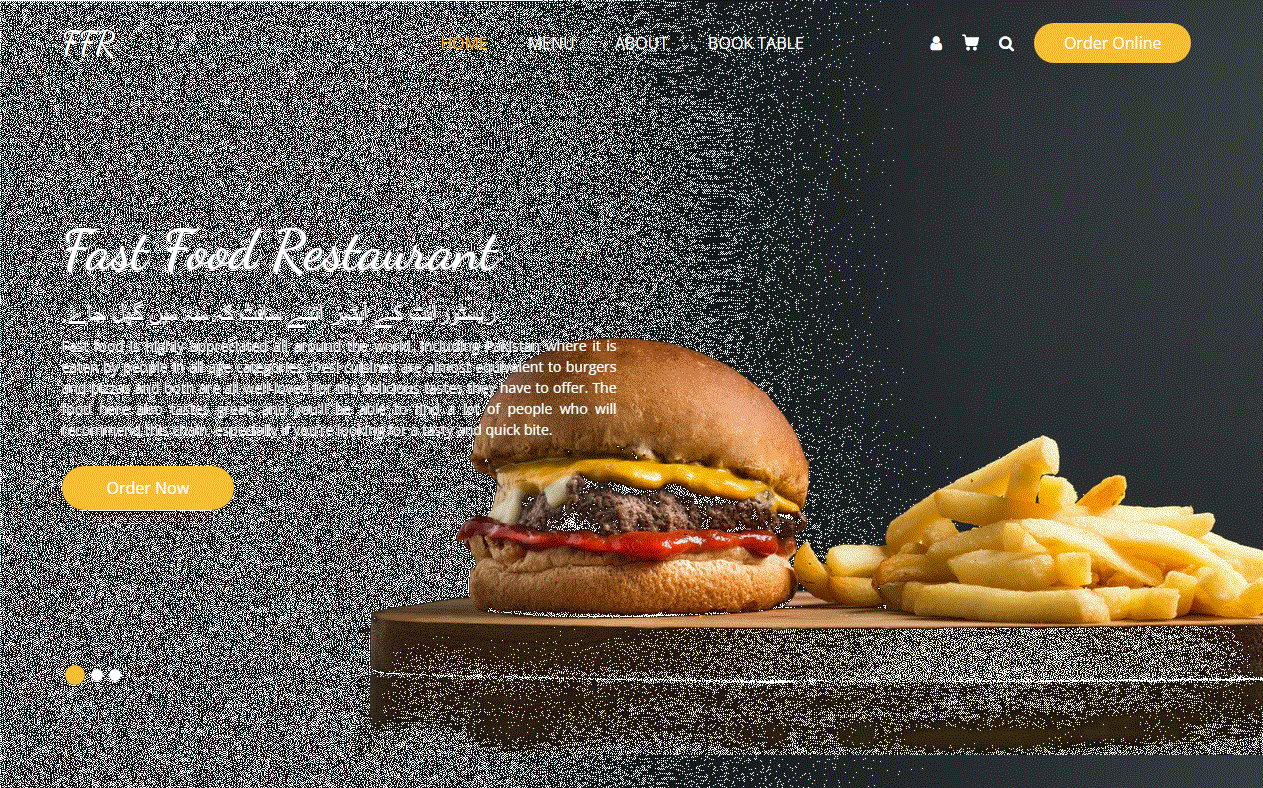 FFR
HOME MENU ABOUT BOOK TABLE Order Online
Fast Food Restaurant
کے اندر اپنے
Fast food is highly appreciated all around the world, including Pakistan where it is
eaten by people in all age categories. Desi cuisines are almost equivalent to burgers
and pizzas and both are all well-loved for the delicious tastes they have to offer. The
food here also tastes great, and you'll be able to find a lot of people who will
recommend this chain, especially if you're looking for a tasty and quick bite.
Order Now